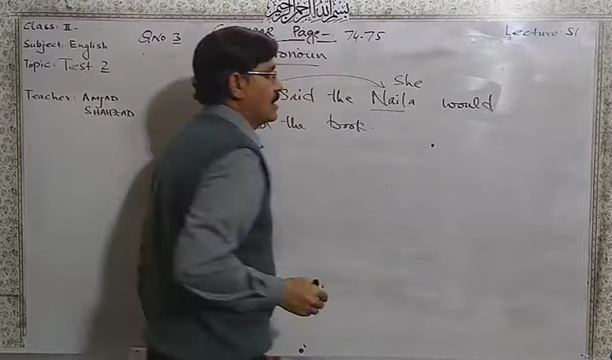 بسم الله الرحمن الرحيم
Class: II.
Subject: English
Topic: Test 2
Teacher: AMJAD
SHAHZAD
Q No 3
Page - 74-75
Lecture: 51
She
Said the Naila would
the book.